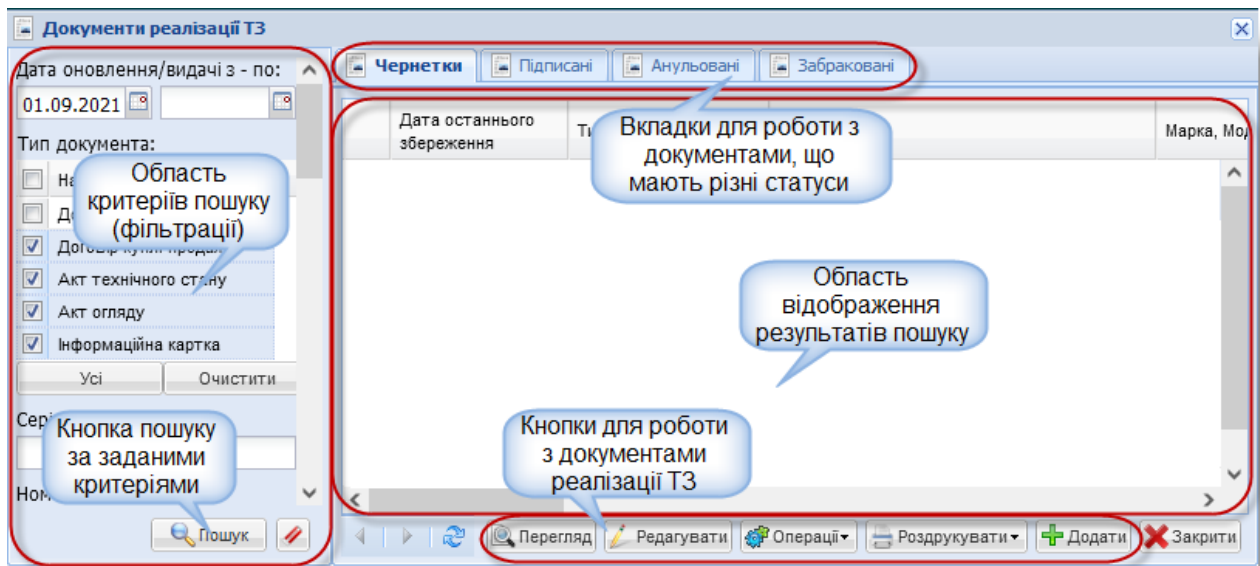 Документи реалізації ТЗ
Дата оновлення/видачі з - по:
01.09.2021
Тип документа:
Область
критеріїв пошуку
(фільтрації)
Акт технічного стану
Акт огляду
Інформаційна картка
Усі Очистити
Кнопка пошуку
за заданими
критеріями
Пошук
Чернетки Підписані Анульовані Забраковані
Дата останнього
збереження
Марка, Мод
Вкладки для роботи з
документами, що
мають різні статуси
Область
відображення
результатів пошуку
Кнопки для роботи
з документами
реалізації ТЗ
Перегляд Редагувати Операції Роздрукувати Додати Закрити